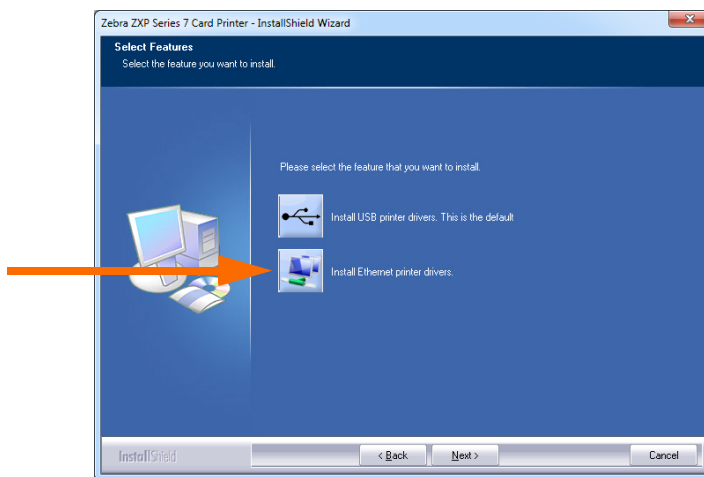 Zebra ZXP Series 7 Card Printer - InstallShield Wizard
Select Features
Select the feature you want to install.
Please select the feature that you want to install.
Install USB printer drivers. This is the default
Install Ethernet printer drivers.
InstallShield
< Back
Next >
Cancel